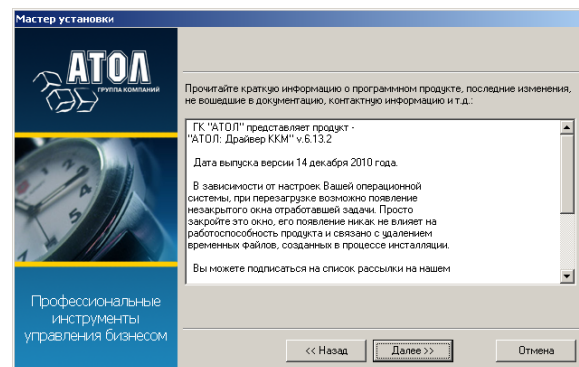 Мастер установки
АТОЛ
ГРУППА КОМПАНИЙ
Прочитайте краткую информацию о программном продукте, последние изменения,
не вошедшие в документацию, контактную информацию и т.д.:
ГК "АТОЛ" представляет продукт -
"АТОЛ: Драйвер ККМ" v.6.13.2
Дата выпуска версии 14 декабря 2010 года.
В зависимости от настроек Вашей операционной
системы, при перезагрузке возможно появление
незакрытого окна отработавшей задачи. Просто
закройте это окно, его появление никак не влияет на
работоспособность продукта и связано с удалением
временных файлов, созданных в процессе инсталляции.
Вы можете подписаться на список рассылки на нашем
Профессиональные
инструменты
управления бизнесом
<< Назад
Далее >>
Отмена